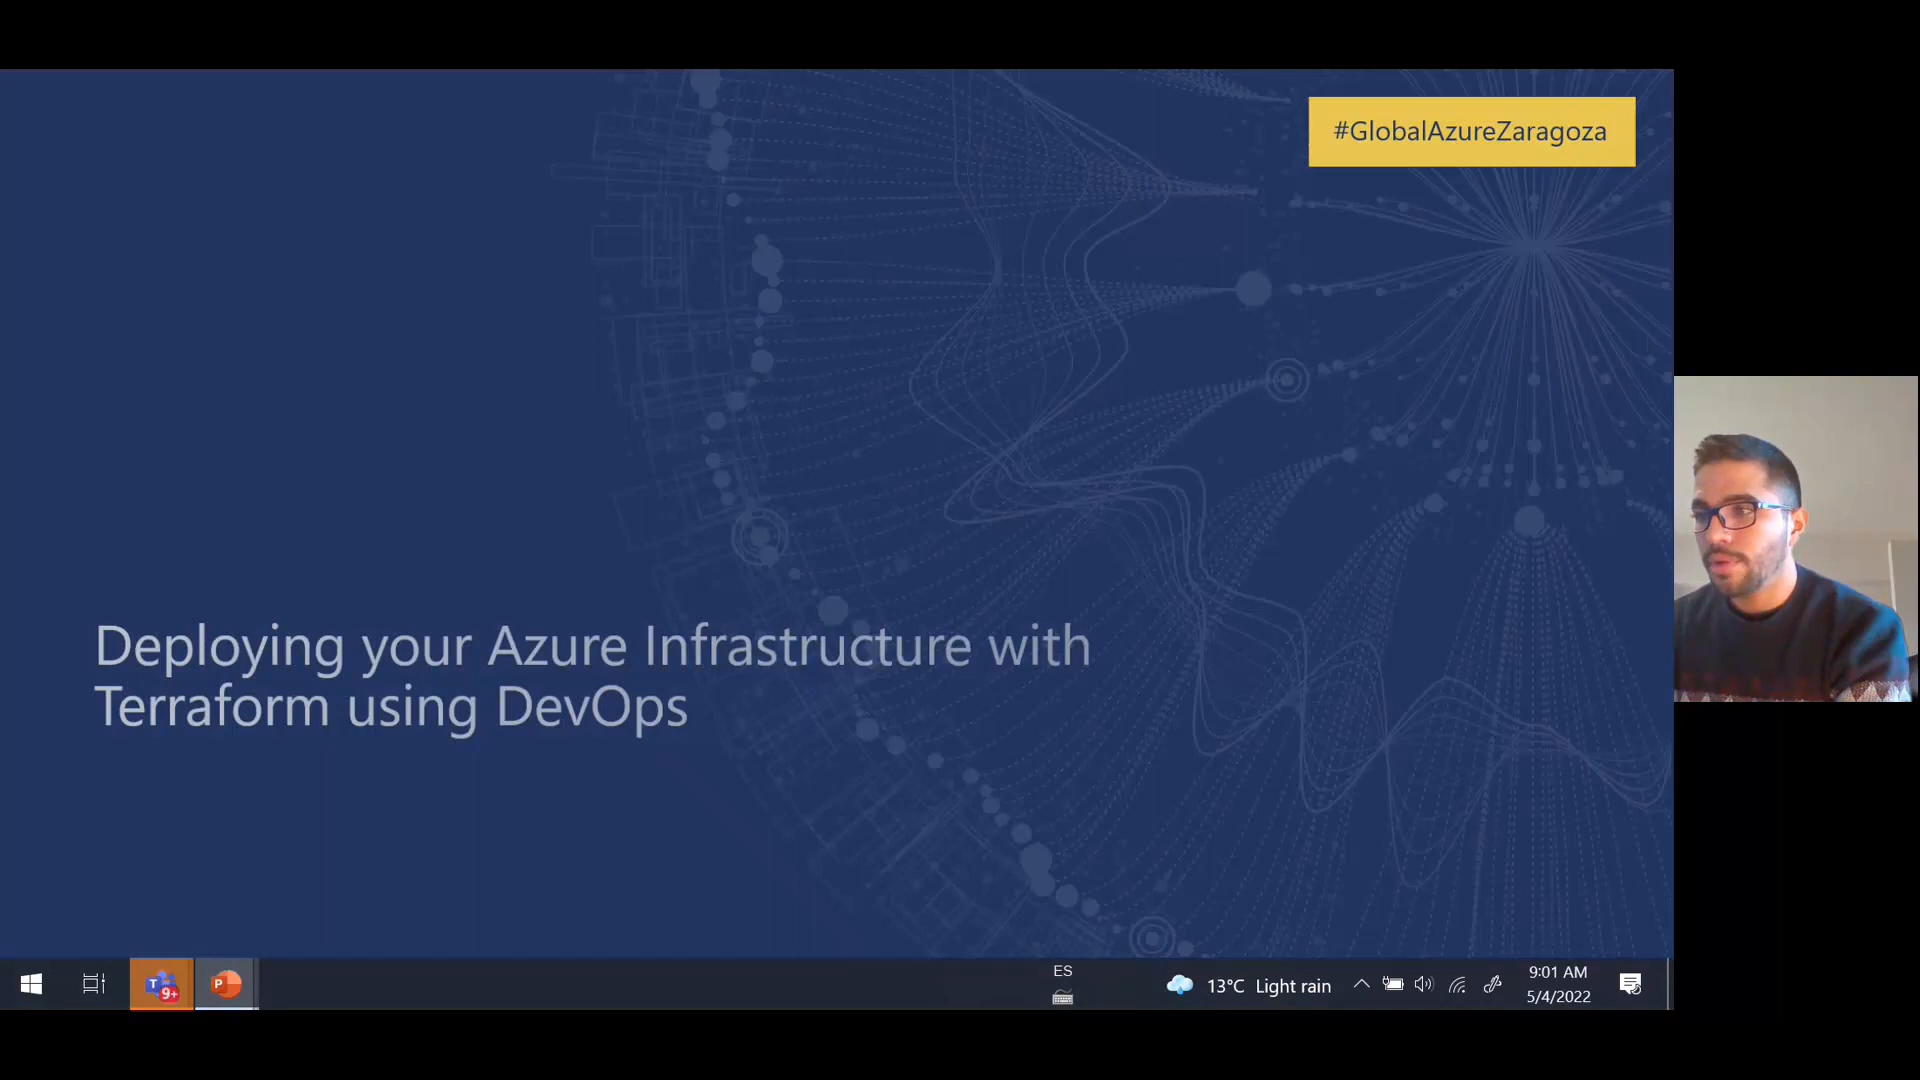 #GlobalAzureZaragoza
Deploying your Azure Infrastructure with
Terraform using DevOps
T 9+
P
ES
13°C Light rain
9:01 AM
5/4/2022